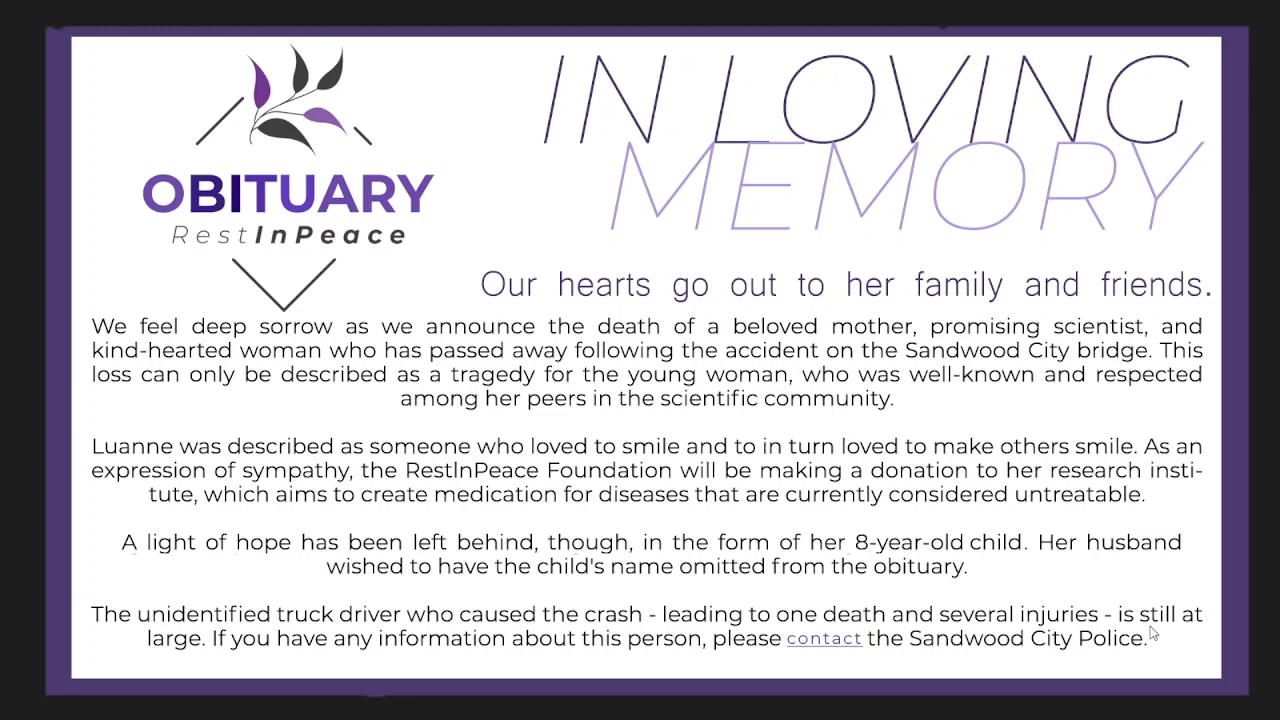 IN LOVING
MEMORY
OBITUARY
RestInPeace
Our hearts go out to her family and friends.
We feel deep sorrow as we announce the death of a beloved mother, promising scientist, and
kind-hearted woman who has passed away following the accident on the Sandwood City bridge. This
loss can only be described as a tragedy for the young woman, who was well-known and respected
among her peers in the scientific community.
Luanne was described as someone who loved to smile and to in turn loved to make others smile. As an
expression of sympathy, the RestInPeace Foundation will be making a donation to her research insti-
tute, which aims to create medication for diseases that are currently considered untreatable.
A light of hope has been left behind, though, in the form of her 8-year-old child. Her husband
wished to have the child's name omitted from the obituary.
The unidentified truck driver who caused the crash - leading to one death and several injuries - is still at
large. If you have any information about this person, please contact the Sandwood City Police.